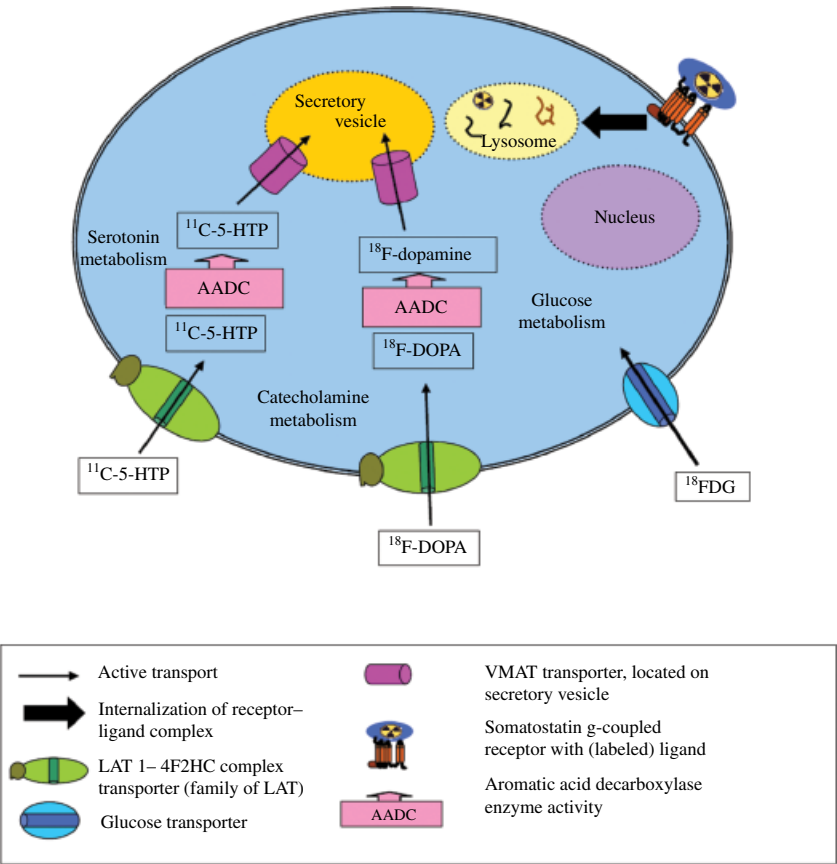 Secretory
vesicle
Lysosome
Nucleus
¹¹C-5-HTP
Serotonin
metabolism
AADC
¹¹C-5-HTP
¹⁸F-dopamine
AADC
¹⁸F-DOPA
Glucose
metabolism
Catecholamine
metabolism
¹¹C-5-HTP
¹⁸F-DOPA
¹⁸FDG
Active transport
Internalization of receptor–
ligand complex
LAT 1– 4F2HC complex
transporter (family of LAT)
Glucose transporter
VMAT transporter, located on
secretory vesicle
Somatostatin g-coupled
receptor with (labeled) ligand
AADC
Aromatic acid decarboxylase
enzyme activity